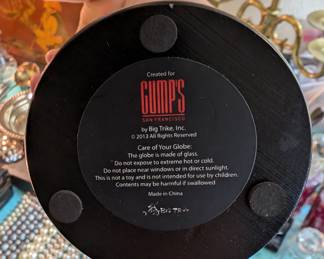 Created for
GUMP'S
SAN FRANCISCO
by Big Trike, Inc.
© 2013 All Rights Reserved
Care of Your Globe:
The globe is made of glass.
Do not expose to extreme hot or cold.
Do not place near windows or in direct sunlight.
This is not a toy and is not intended for use by children.
Contents may be harmful if swallowed
Made in China
Big Trike